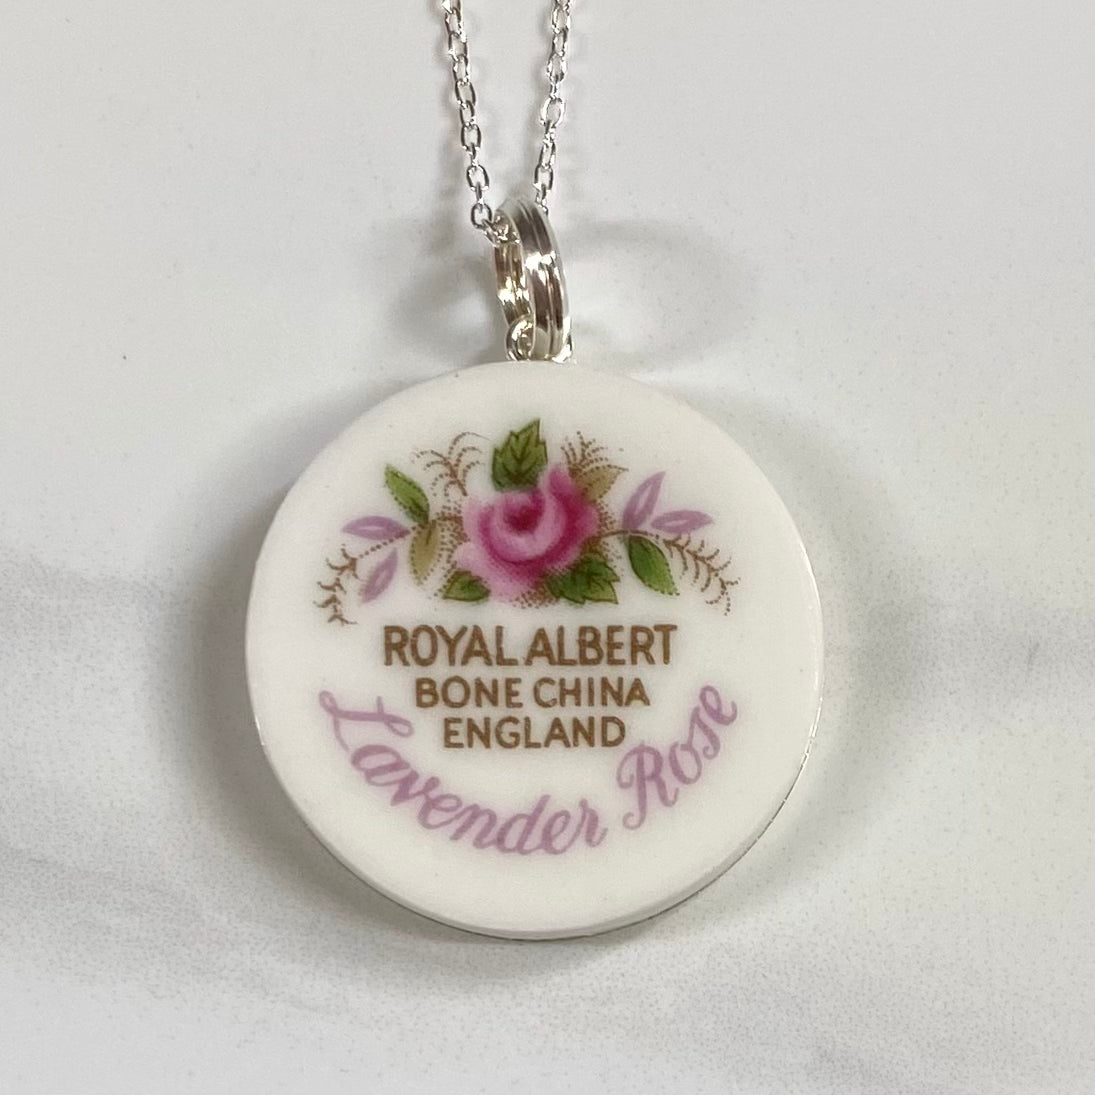 ROYAL ALBERT
BONE CHINA
ENGLAND
Lavender Rose